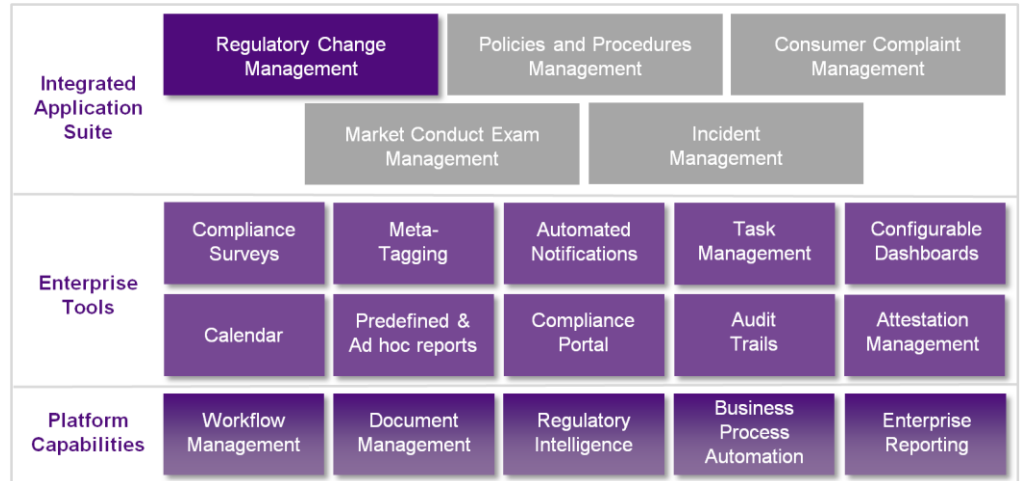 Integrated
Application
Suite
Regulatory Change
Management
Policies and Procedures
Management
Consumer Complaint
Management
Market Conduct Exam
Management
Incident
Management
Enterprise
Tools
Compliance
Surveys
Meta-
Tagging
Automated
Notifications
Task
Management
Configurable
Dashboards
Calendar
Predefined &
Ad hoc reports
Compliance
Portal
Audit
Trails
Attestation
Management
Platform
Capabilities
Workflow
Management
Document
Management
Regulatory
Intelligence
Business
Process
Automation
Enterprise
Reporting